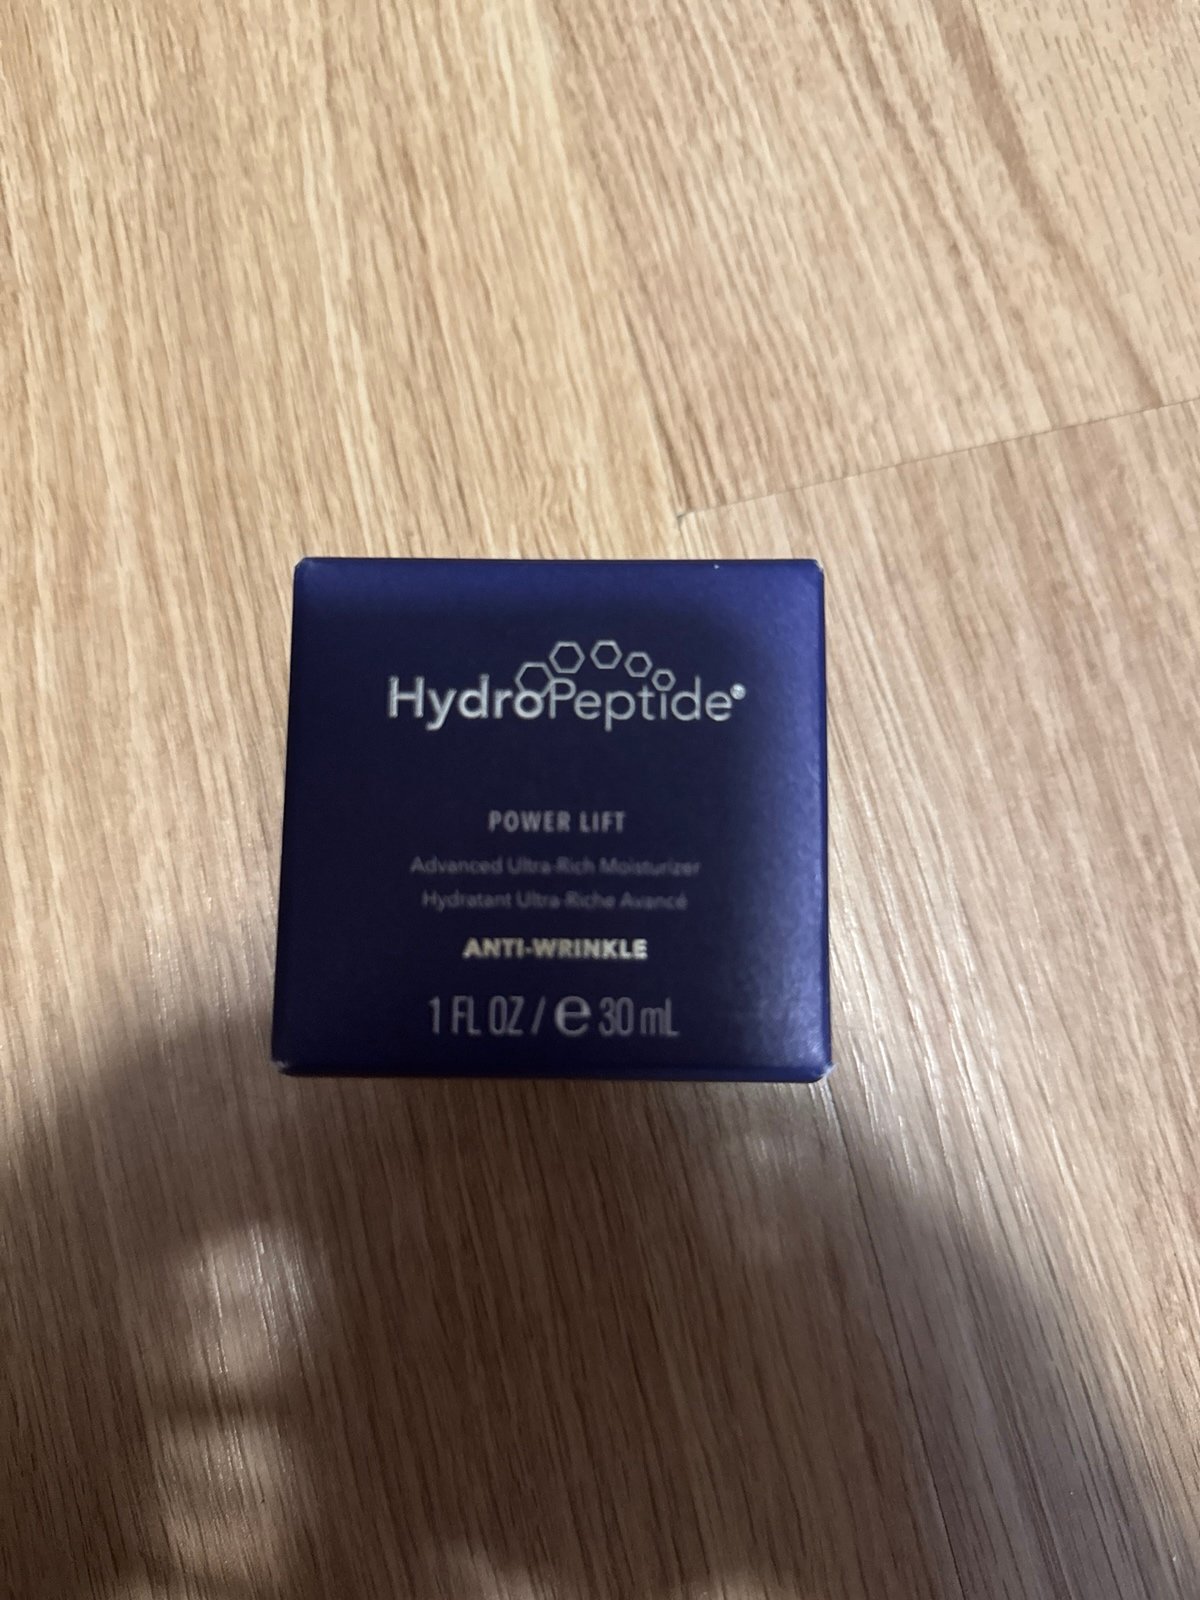 HydroPeptide®
POWER LIFT
Advanced Ultra-Rich Moisturizer
Hydratant Ultra-Riche Avancé
ANTI-WRINKLE
1 FL OZ / ℮ 30 mL